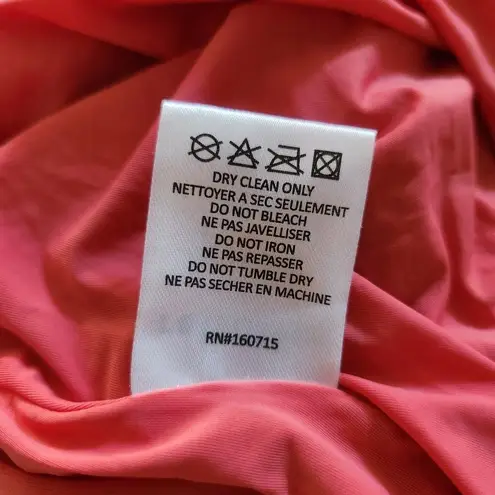 DRY CLEAN ONLY
NETTOYER A SEC SEULEMENT
DO NOT BLEACH
NE PAS JAVELLISER
DO NOT IRON
NE PAS REPASSER
DO NOT TUMBLE DRY
NE PAS SECHER EN MACHINE
RN#160715